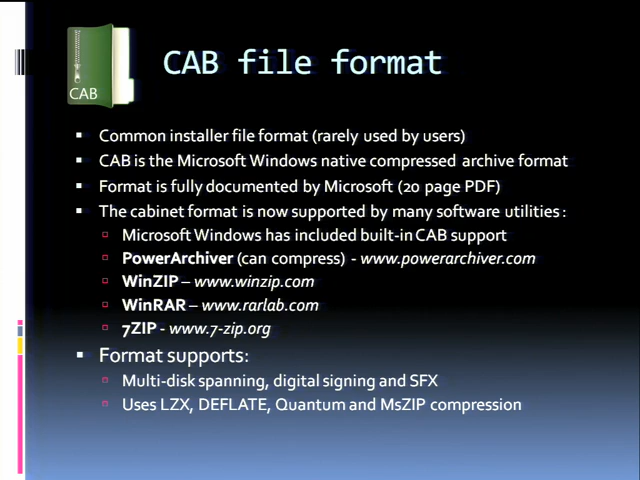 CAB file format
CAB
Common installer file format (rarely used by users)
CAB is the Microsoft Windows native compressed archive format
Format is fully documented by Microsoft (20 page PDF)
The cabinet format is now supported by many software utilities :
Microsoft Windows has included built-in CAB support
PowerArchiver (can compress) - www.powerarchiver.com
WinZIP – www.winzip.com
WinRAR – www.rarlab.com
7ZIP - www.7-zip.org
Format supports:
Multi-disk spanning, digital signing and SFX
Uses LZX, DEFLATE, Quantum and MsZIP compression